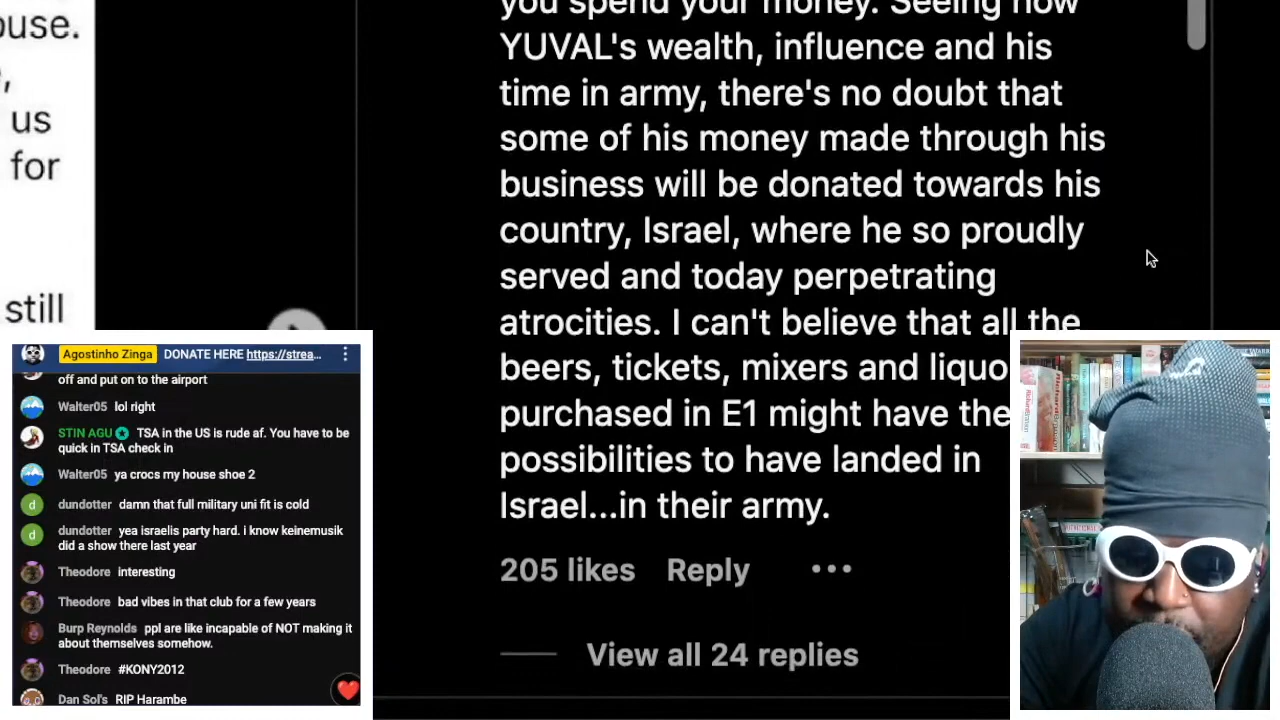 ouse.
us
for
still
you spend your money. Seeing how
YUVAL's wealth, influence and his
time in army, there's no doubt that
some of his money made through his
business will be donated towards his
country, Israel, where he so proudly
served and today perpetrating
atrocities. I can't believe that all the
beers, tickets, mixers and liquo
purchased in E1 might have the
possibilities to have landed in
Israel...in their army.
205 likes Reply •••
View all 24 replies
Agostinho Zinga DONATE HERE https://strea...
off and put on to the airport
Walter05 lol right
STIN AGU TSA in the US is rude af. You have to be
quick in TSA check in
Walter05 ya crocs my house shoe 2
d dundotter damn that full military uni fit is cold
d dundotter yea israelis party hard. i know keinemusik
did a show there last year
Theodore interesting
Theodore bad vibes in that club for a few years
Burp Reynolds ppl are like incapable of NOT making it
about themselves somehow.
Theodore #KONY2012
Dan Sol's RIP Harambe